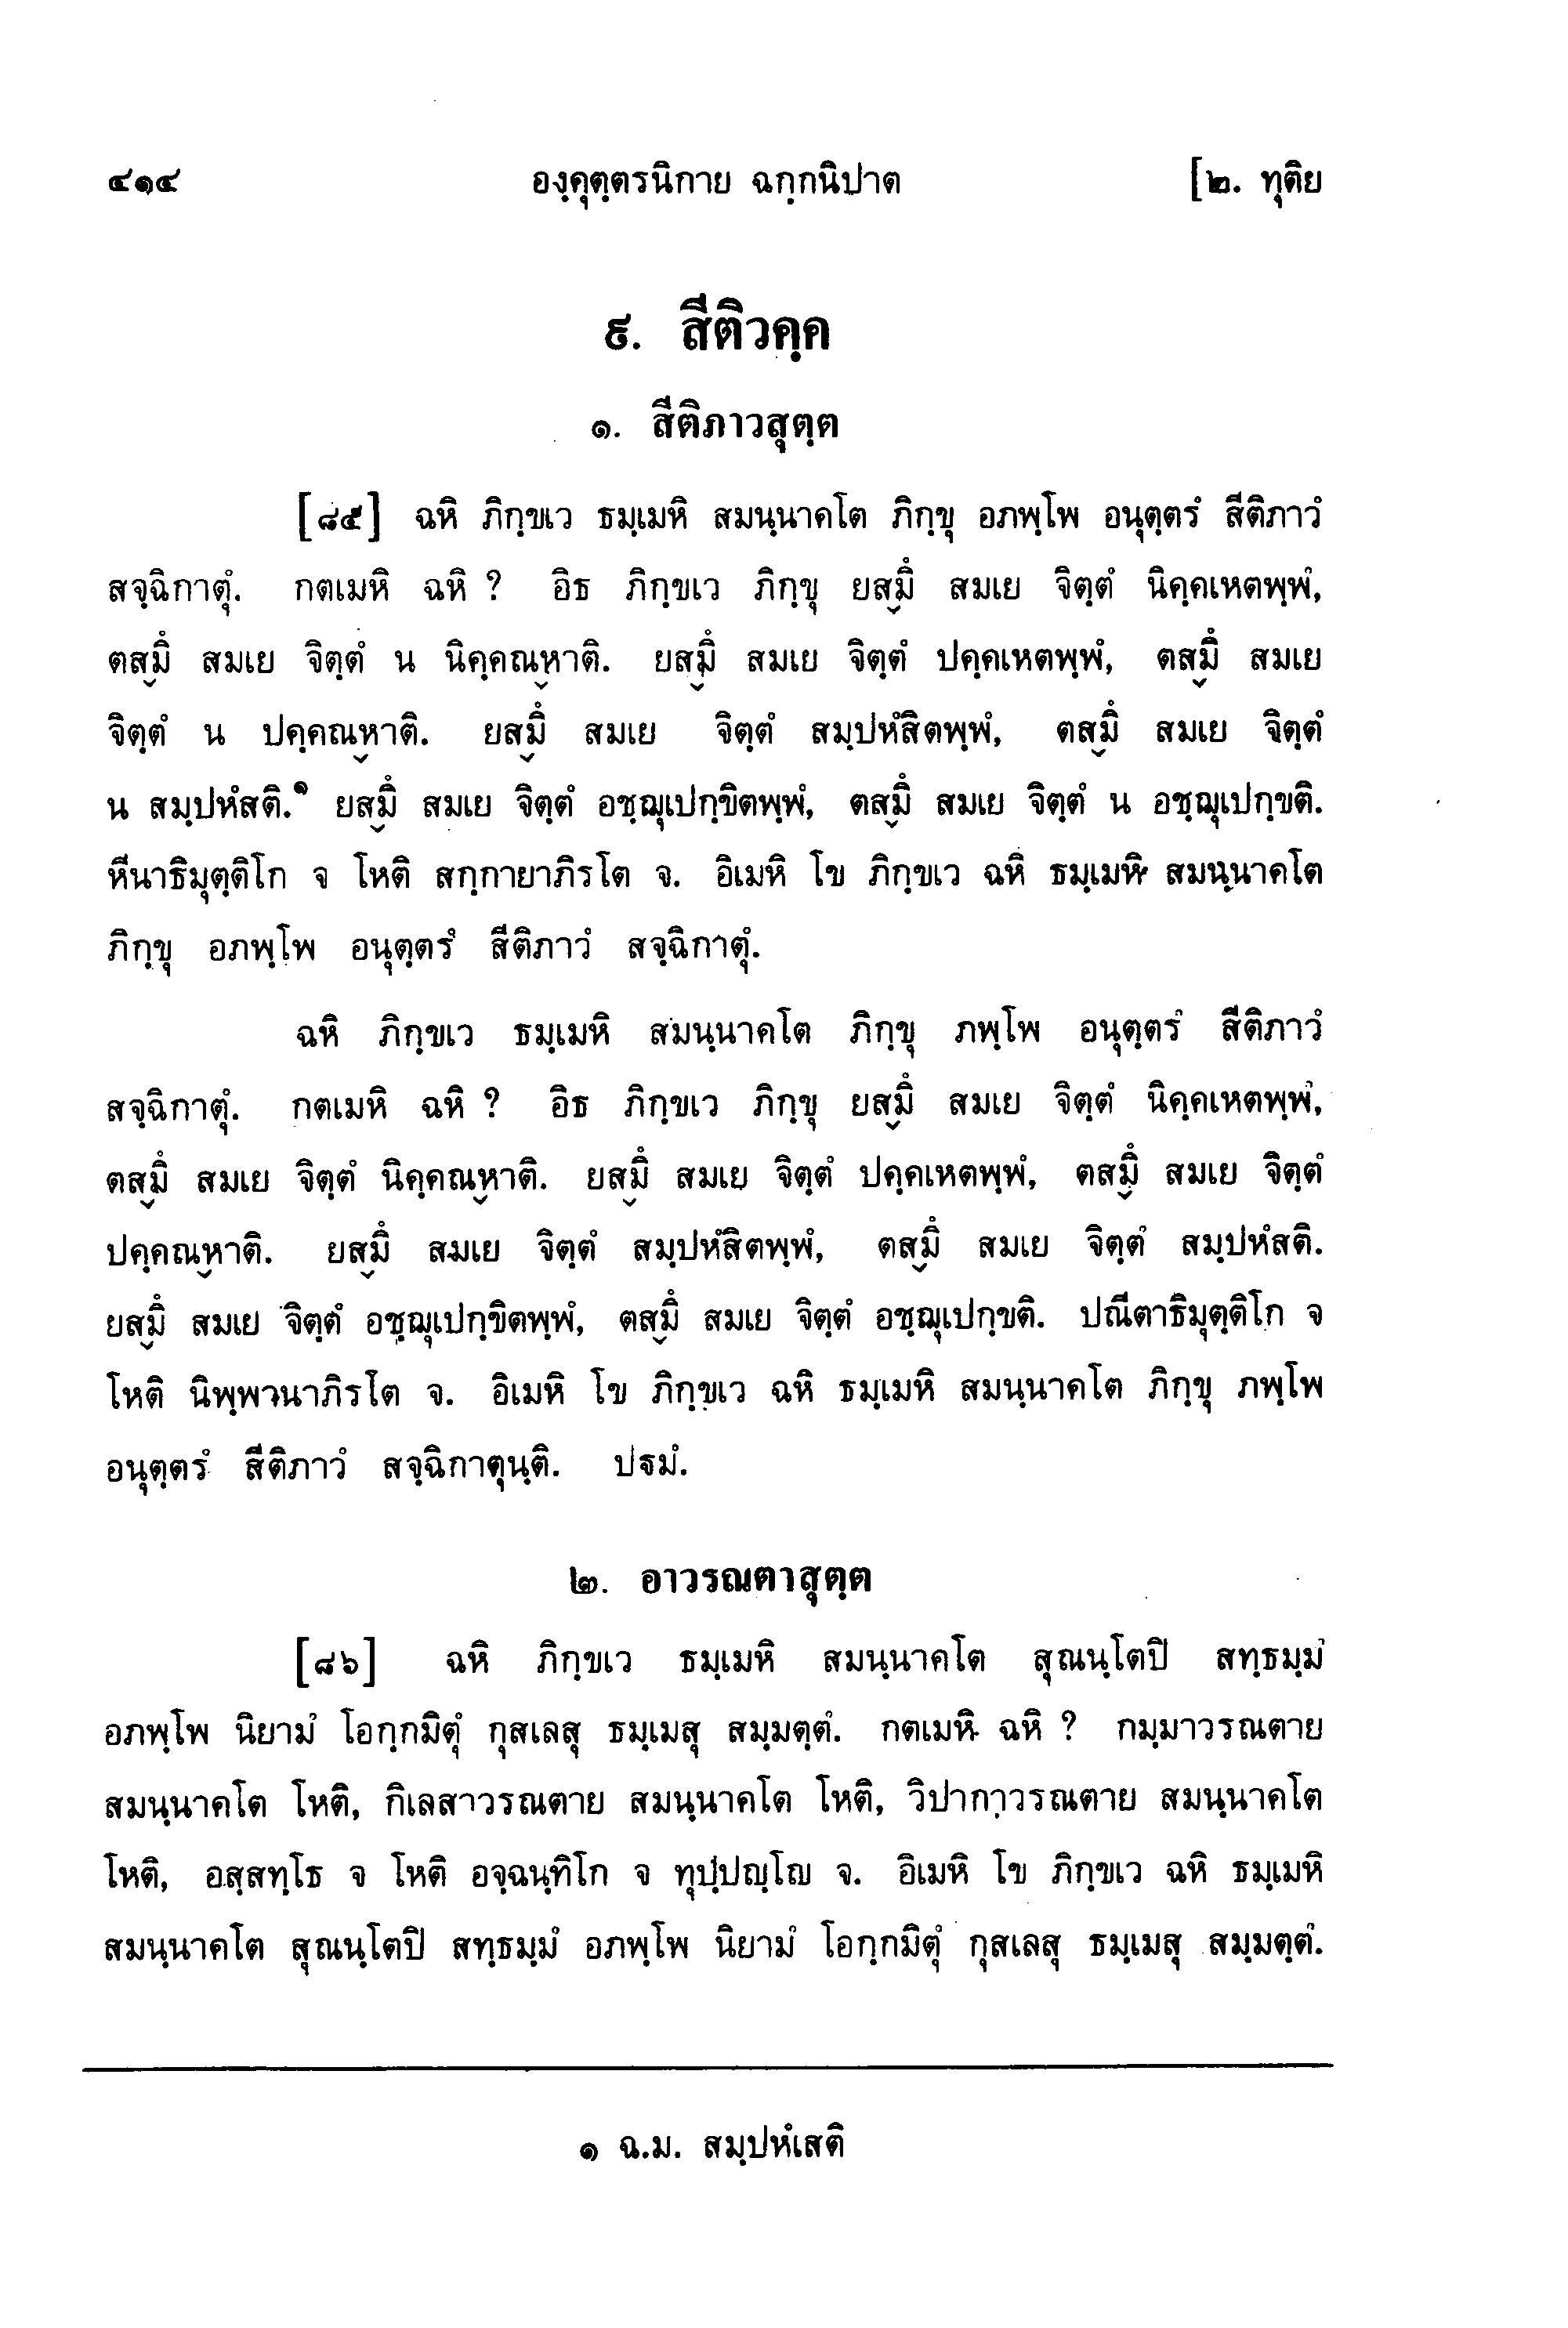 ๔๑๔ องฺคุตฺตรนิกาย ฉกฺกนิปาต [๒. ทุติย
๙. สีติวคฺค
๑. สีติภาวสุตฺต
[๘๕] ฉหิ ภิกฺขเว ธมฺเมหิ สมนฺนาคโต ภิกฺขุ อภพฺโพ อนุตฺตรํ สีติภาวํ
สจฺฉิกาตุํ. กตเมหิ ฉหิ ? อิธ ภิกฺขเว ภิกฺขุ ยสฺมึ สมเย จิตฺตํ นิคฺคเหตพฺพํ,
ตสฺมึ สมเย จิตฺตํ น นิคฺคณฺหาติ. ยสฺมึ สมเย จิตฺตํ ปคฺคเหตพฺพํ, ตสฺมึ สมเย
จิตฺตํ น ปคฺคณฺหาติ. ยสฺมึ สมเย จิตฺตํ สมฺปหํสิตพฺพํ, ตสฺมึ สมเย จิตฺตํ
น สมฺปหํสติ.๑ ยสฺมึ สมเย จิตฺตํ อชฺฌุเปกฺขิตพฺพํ, ตสฺมึ สมเย จิตฺตํ น อชฺฌุเปกฺขติ.
หีนาธิมุตฺติโก จ โหติ สกฺกายาภิรโต จ. อิเมหิ โข ภิกฺขเว ฉหิ ธมฺเมหิ สมนฺนาคโต
ภิกฺขุ อภพฺโพ อนุตฺตรํ สีติภาวํ สจฺฉิกาตุํ.
ฉหิ ภิกฺขเว ธมฺเมหิ สมนฺนาคโต ภิกฺขุ ภพฺโพ อนุตฺตรํ สีติภาวํ
สจฺฉิกาตุํ. กตเมหิ ฉหิ ? อิธ ภิกฺขเว ภิกฺขุ ยสฺมึ สมเย จิตฺตํ นิคฺคเหตพฺพํ,
ตสฺมึ สมเย จิตฺตํ นิคฺคณฺหาติ. ยสฺมึ สมเย จิตฺตํ ปคฺคเหตพฺพํ, ตสฺมึ สมเย จิตฺตํ
ปคฺคณฺหาติ. ยสฺมึ สมเย จิตฺตํ สมฺปหํสิตพฺพํ, ตสฺมึ สมเย จิตฺตํ สมฺปหํสติ.
ยสฺมึ สมเย จิตฺตํ อชฺฌุเปกฺขิตพฺพํ, ตสฺมึ สมเย จิตฺตํ อชฺฌุเปกฺขติ. ปณีตาธิมุตฺติโก จ
โหติ นิพฺพานาภิรโต จ. อิเมหิ โข ภิกฺขเว ฉหิ ธมฺเมหิ สมนฺนาคโต ภิกฺขุ ภพฺโพ
อนุตฺตรํ สีติภาวํ สจฺฉิกาตุนฺติ. ปฐมํ.
๒. อาวรณตาสุตฺต
[๘๖] ฉหิ ภิกฺขเว ธมฺเมหิ สมนฺนาคโต สุณนฺโตปิ สทฺธมฺมํ
อภพฺโพ นิยามํ โอกฺกมิตุํ กุสเลสุ ธมฺเมสุ สมฺมตฺตํ. กตเมหิ ฉหิ ? กมฺมาวรณตาย
สมนฺนาคโต โหติ, กิเลสาวรณตาย สมนฺนาคโต โหติ, วิปากาวรณตาย สมนฺนาคโต
โหติ, อสฺสทฺโธ จ โหติ อจฺฉนฺทิโก จ ทุปฺปญฺโญ จ. อิเมหิ โข ภิกฺขเว ฉหิ ธมฺเมหิ
สมนฺนาคโต สุณนฺโตปิ สทฺธมฺมํ อภพฺโพ นิยามํ โอกฺกมิตุํ กุสเลสุ ธมฺเมสุ สมฺมตฺตํ.
๑ ฉ.ม. สมฺปหํเสติ